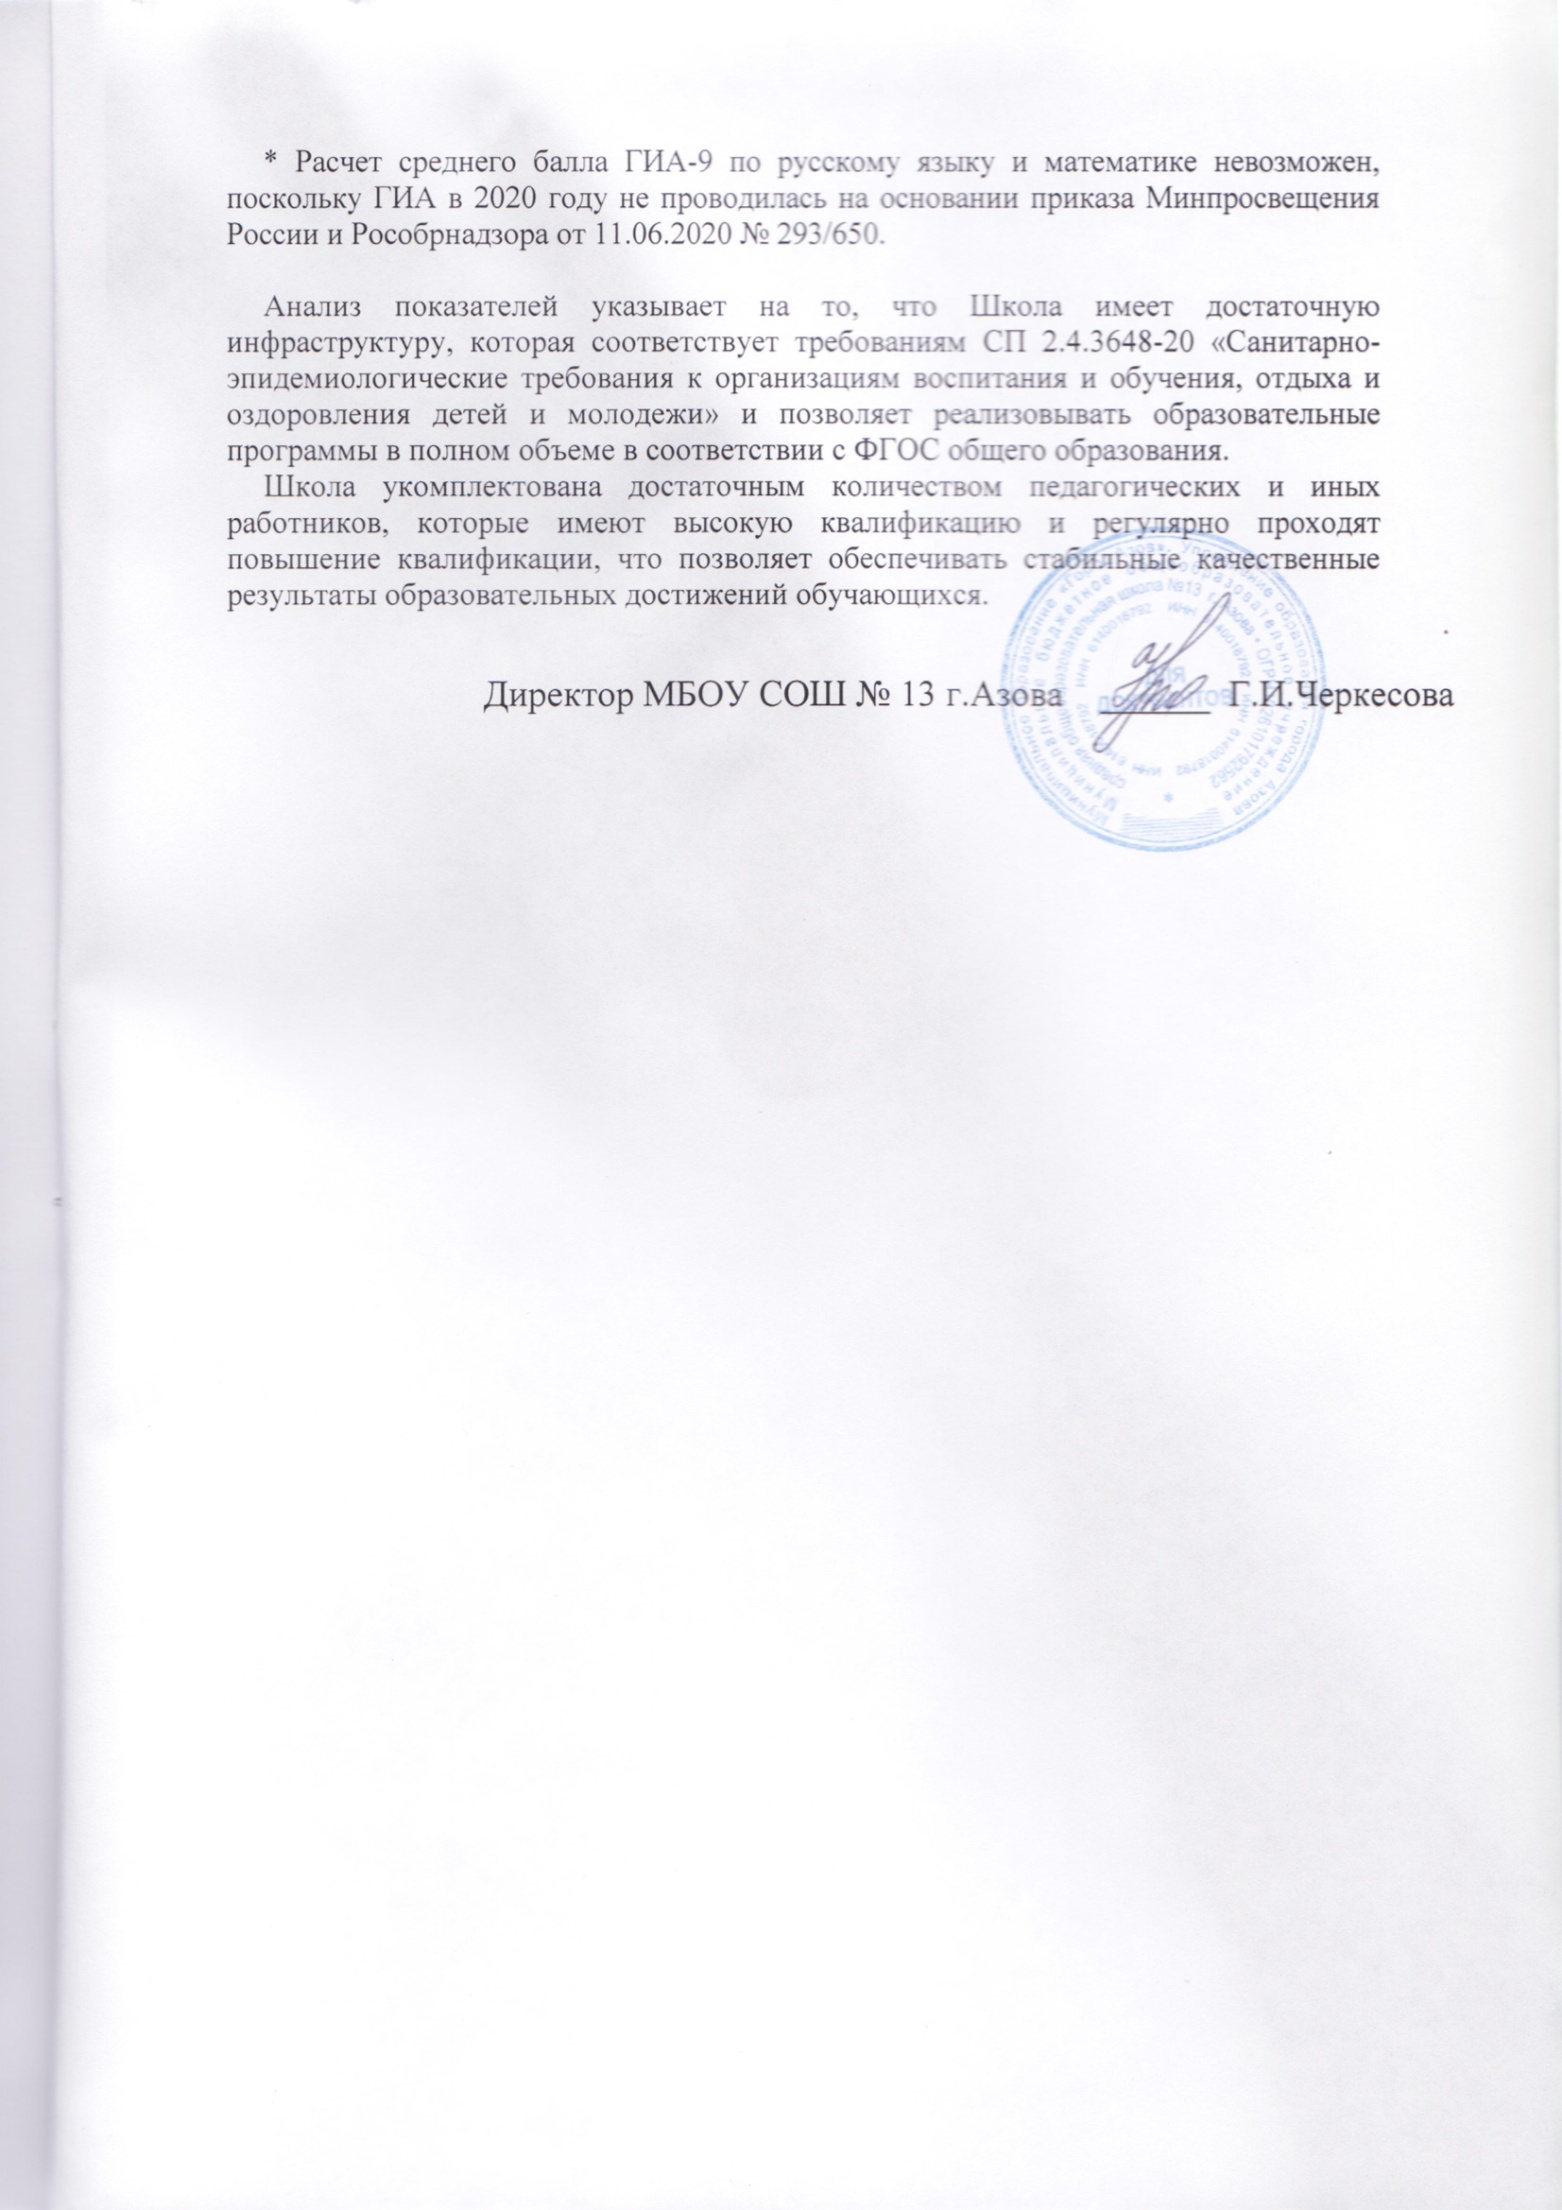 * Расчет среднего балла ГИА-9 по русскому языку и математике невозможен,
поскольку ГИА в 2020 году не проводилась на основании приказа Минпросвещения
России и Рособрнадзора от 11.06.2020 № 293/650.
Анализ показателей указывает на то, что Школа имеет достаточную
инфраструктуру, которая соответствует требованиям СП 2.4.3648-20 «Санитарно-
эпидемиологические требования к организациям воспитания и обучения, отдыха и
оздоровления детей и молодежи» и позволяет реализовывать образовательные
программы в полном объеме в соответствии с ФГОС общего образования.
Школа укомплектована достаточным количеством педагогических и иных
работников, которые имеют высокую квалификацию и регулярно проходят
повышение квалификации, что позволяет обеспечивать стабильные качественные
результаты образовательных достижений обучающихся.
Директор МБОУ СОШ № 13 г.Азова Г.И.Черкесова